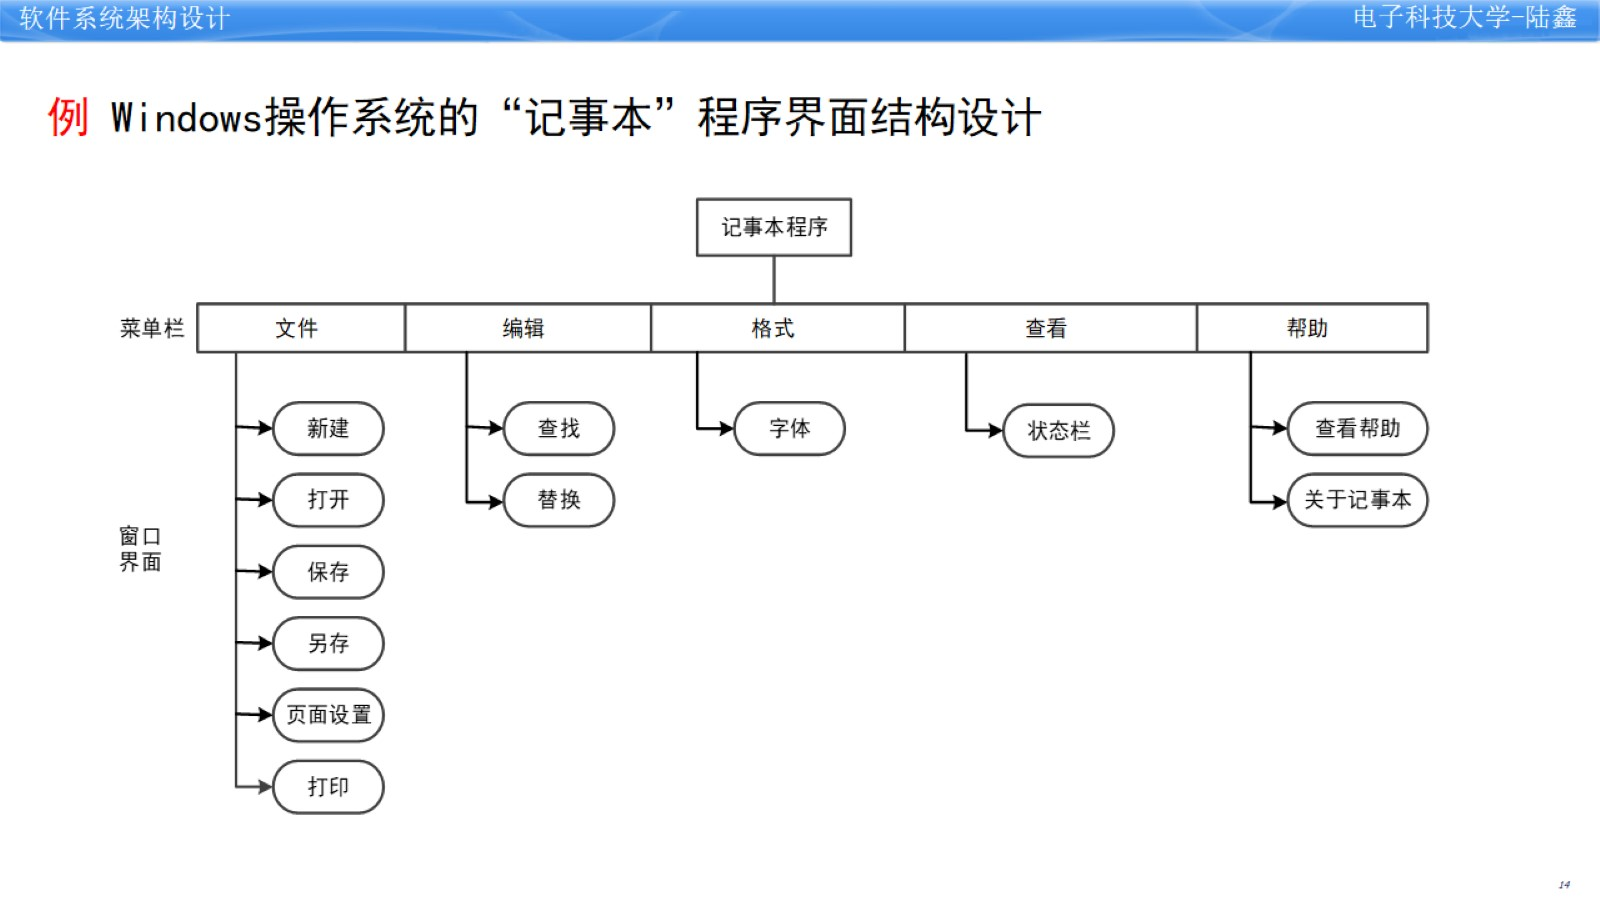 软件系统架构设计
电子科技大学-陆鑫
例 Windows操作系统的“记事本”程序界面结构设计
记事本程序
菜单栏
文件
编辑
格式
查看
帮助
新建
查找
字体
状态栏
查看帮助
打开
替换
关于记事本
窗口
界面
保存
另存
页面设置
打印
14